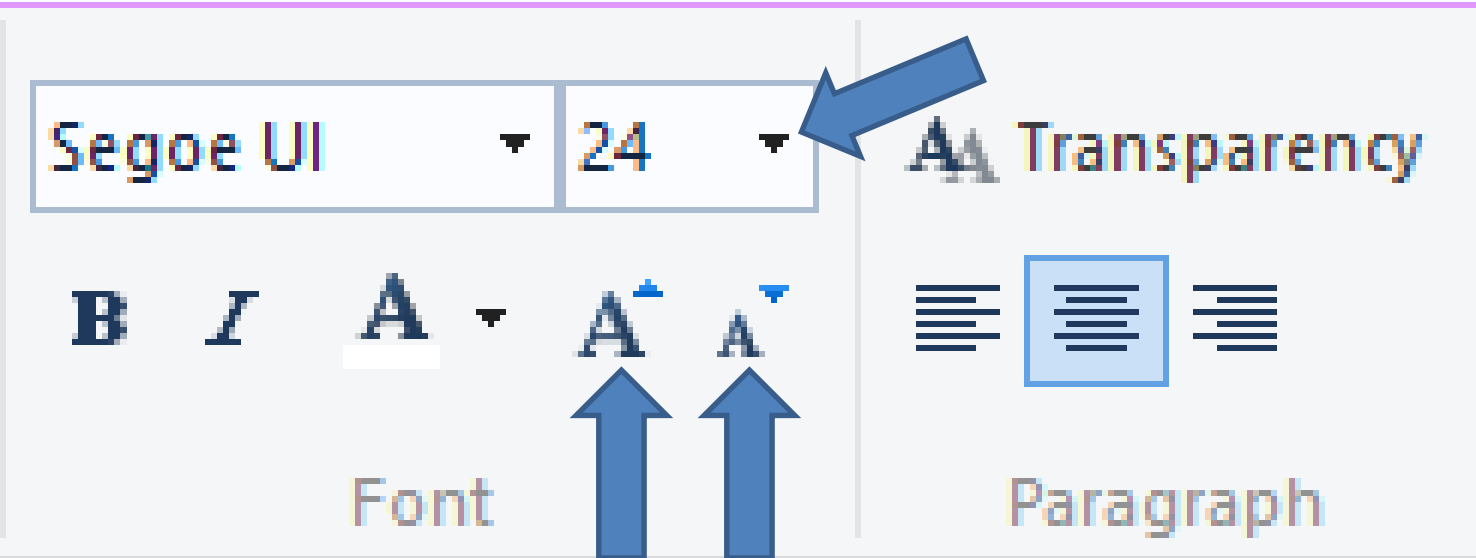 Segoe UI 24
Transparency
B I A A A
Font
Paragraph